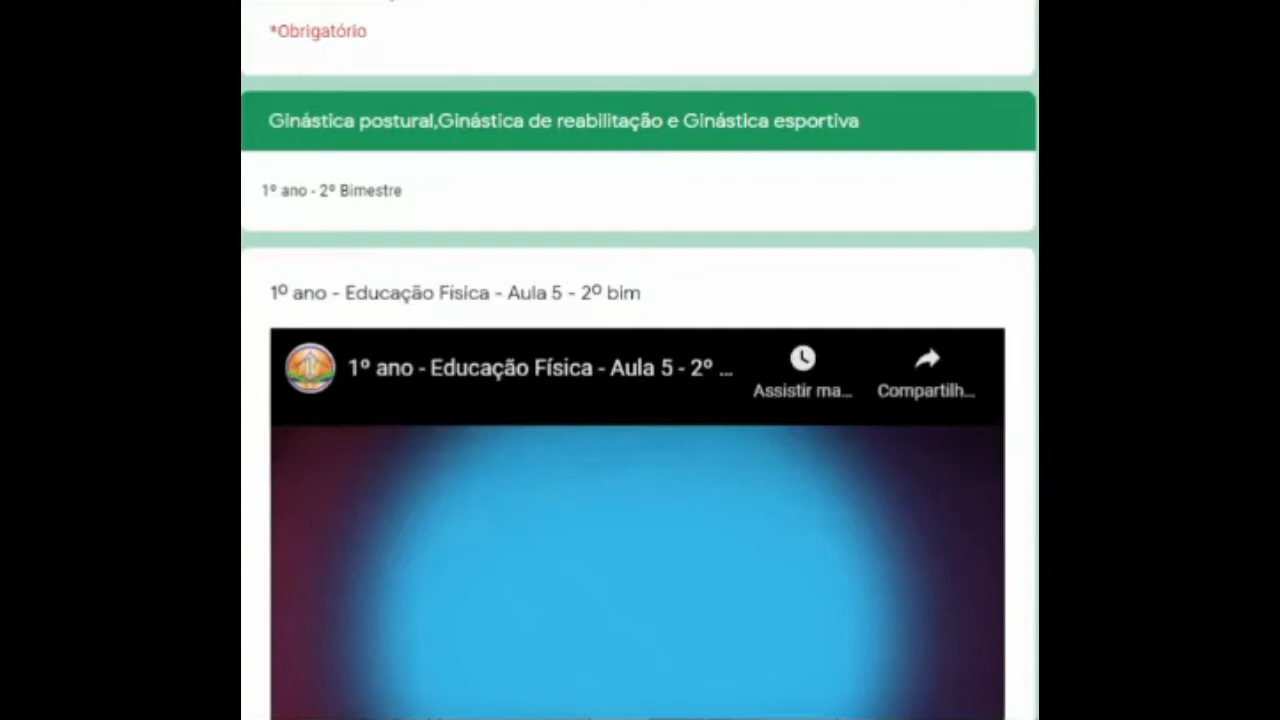 *Obrigatório
Ginástica postural,Ginástica de reabilitação e Ginástica esportiva
1º ano - 2º Bimestre
1º ano - Educação Física - Aula 5 - 2º bim
1º ano - Educação Física - Aula 5 - 2º ...
Assistir ma...
Compartilh...